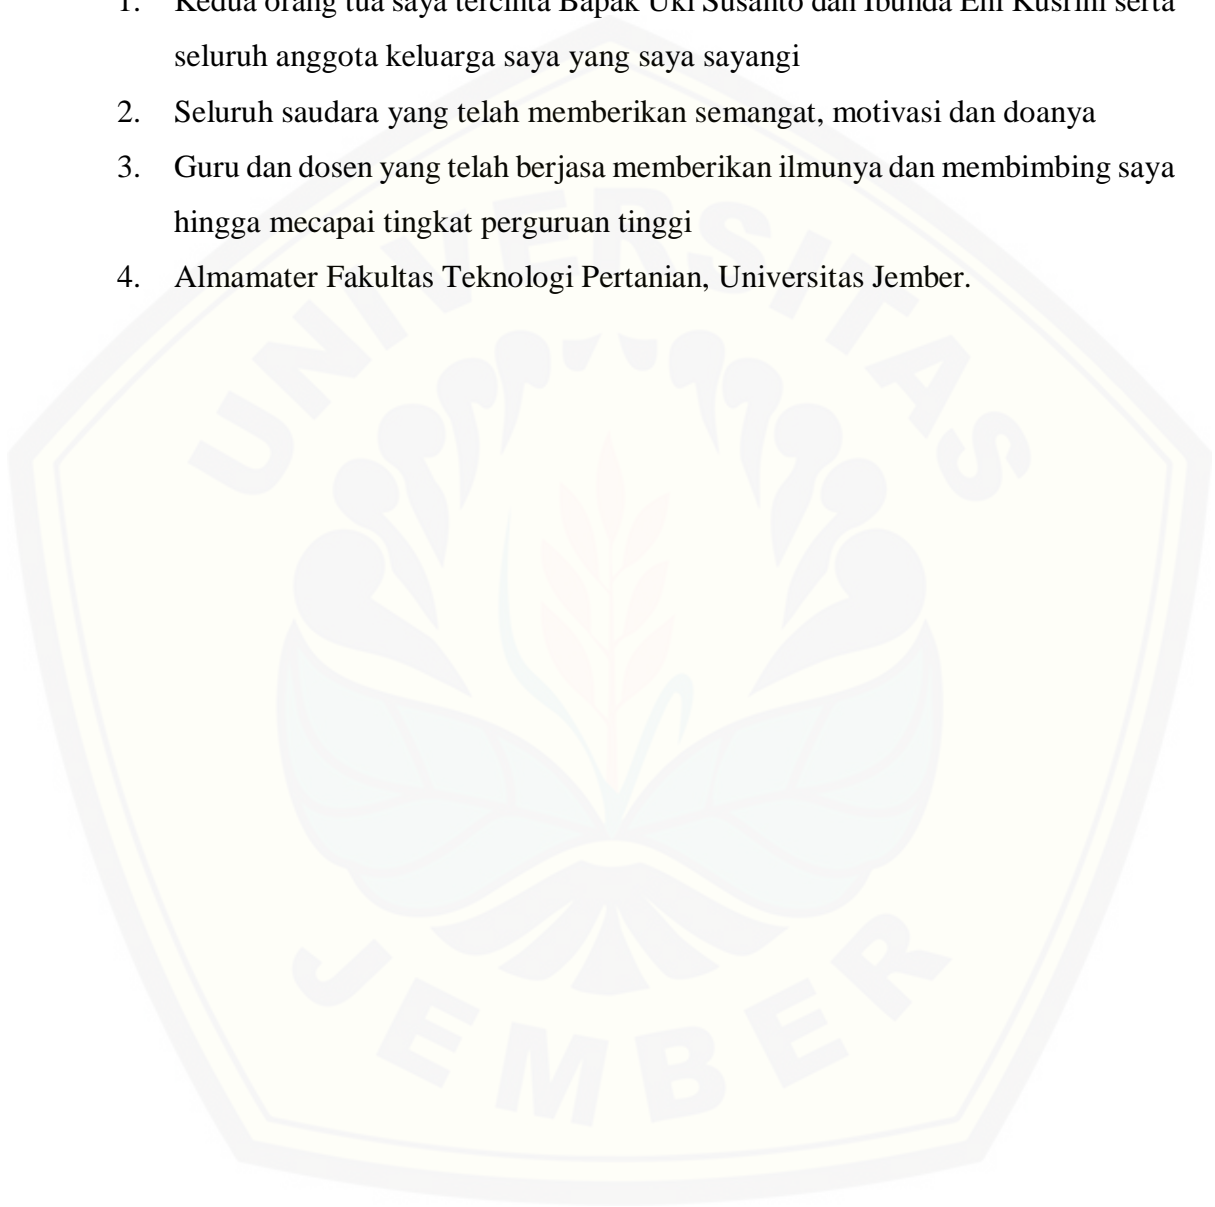 1. Kedua orang tua saya tercinta Bapak Uki Susanto dan Ibunda Eni Kusrini serta
seluruh anggota keluarga saya yang saya sayangi
2. Seluruh saudara yang telah memberikan semangat, motivasi dan doanya
3. Guru dan dosen yang telah berjasa memberikan ilmunya dan membimbing saya
hingga mecapai tingkat perguruan tinggi
4. Almamater Fakultas Teknologi Pertanian, Universitas Jember.
UNIVERSITAS
JEMBER